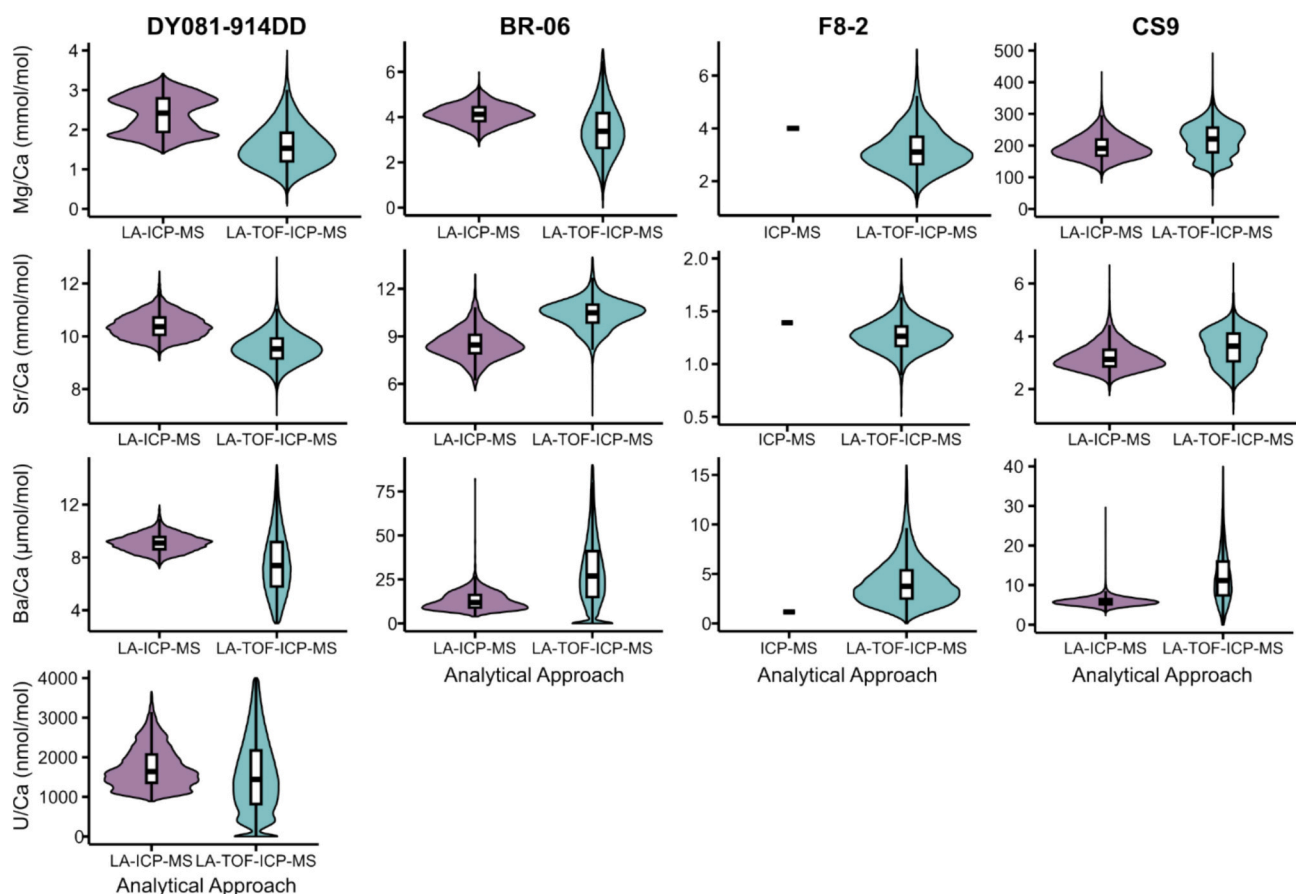 DY081-914DD BR-06 F8-2 CS9
Mg/Ca (mmol/mol)
4
3
2
1
0
LA-ICP-MS LA-TOF-ICP-MS
6
4
2
0
LA-ICP-MS LA-TOF-ICP-MS
6
4
2
ICP-MS LA-TOF-ICP-MS
500
400
300
200
100
0
LA-ICP-MS LA-TOF-ICP-MS
Sr/Ca (mmol/mol)
12
10
8
LA-ICP-MS LA-TOF-ICP-MS
12
9
6
LA-ICP-MS LA-TOF-ICP-MS
2.0
1.5
1.0
0.5
ICP-MS LA-TOF-ICP-MS
6
4
2
LA-ICP-MS LA-TOF-ICP-MS
Ba/Ca (μmol/mol)
12
8
4
LA-ICP-MS LA-TOF-ICP-MS
75
50
25
0
LA-ICP-MS LA-TOF-ICP-MS
Analytical Approach
15
10
5
0
ICP-MS LA-TOF-ICP-MS
Analytical Approach
40
30
20
10
0
LA-ICP-MS LA-TOF-ICP-MS
Analytical Approach
U/Ca (nmol/mol)
4000
3000
2000
1000
0
LA-ICP-MS LA-TOF-ICP-MS
Analytical Approach